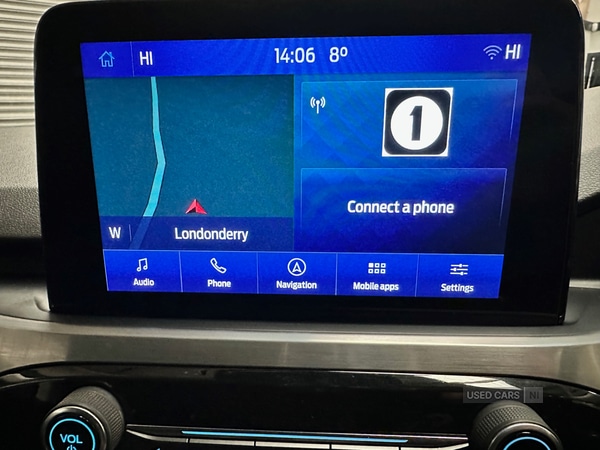 HI 14:06 8° HI
1
Connect a phone
W Londonderry
Audio Phone Navigation Mobile apps Settings
USED CARS NI
VOL